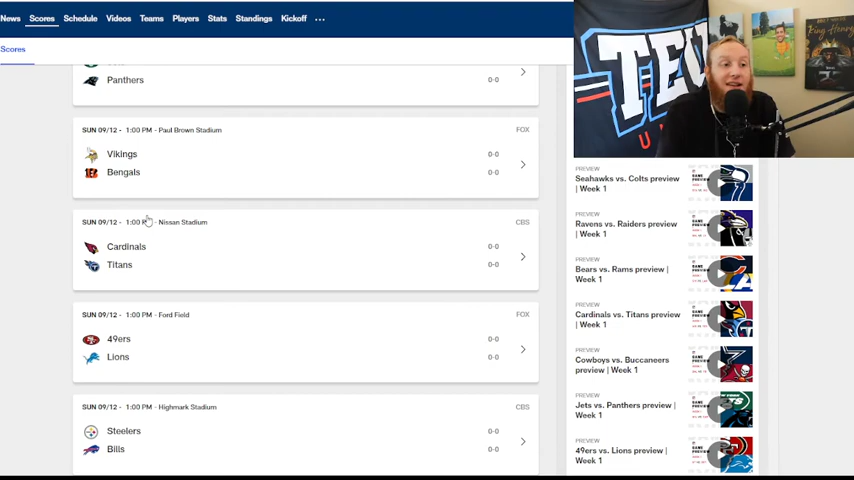 News Scores Schedule Videos Teams Players Stats Standings Kickoff ...
Scores
Panthers 0-0
SUN 09/12 - 1:00 PM - Paul Brown Stadium FOX
Vikings 0-0
Bengals 0-0
SUN 09/12 - 1:00 - Nissan Stadium CBS
Cardinals 0-0
Titans 0-0
SUN 09/12 - 1:00 PM - Ford Field FOX
49ers 0-0
Lions 0-0
SUN 09/12 - 1:00 PM - Highmark Stadium CBS
Steelers 0-0
Bills 0-0
King Henry
PREVIEW
Seahawks vs. Colts preview
| Week 1
PREVIEW
Ravens vs. Raiders preview
| Week 1
PREVIEW
Bears vs. Rams preview |
Week 1
PREVIEW
Cardinals vs. Titans preview
| Week 1
PREVIEW
Cowboys vs. Buccaneers
preview | Week 1
PREVIEW
Jets vs. Panthers preview |
Week 1
PREVIEW
49ers vs. Lions preview |
Week 1